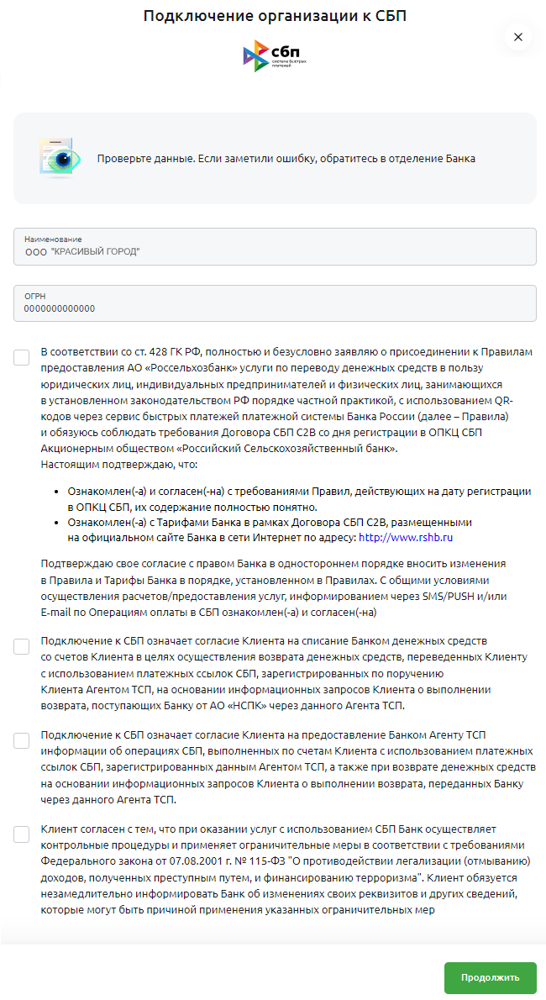 Подключение организации к СБП
сбп
система быстрых
платежей
Проверьте данные. Если заметили ошибку, обратитесь в отделение Банка
Наименование
ООО "КРАСИВЫЙ ГОРОД"
ОГРН
0000000000000
В соответствии со ст. 428 ГК РФ, полностью и безусловно заявляю о присоединении к Правилам
предоставления АО «Россельхозбанк» услуги по переводу денежных средств в пользу
юридических лиц, индивидуальных предпринимателей и физических лиц, занимающихся
в установленном законодательством РФ порядке частной практикой, с использованием QR-
кодов через сервис быстрых платежей платежной системы Банка России (далее – Правила)
и обязуюсь соблюдать требования Договора СБП С2В со дня регистрации в ОПКЦ СБП
Акционерным обществом «Российский Сельскохозяйственный банк».
Настоящим подтверждаю, что:
• Ознакомлен(-а) и согласен(-на) с требованиями Правил, действующих на дату регистрации
в ОПКЦ СБП, их содержание полностью понятно.
• Ознакомлен(-а) с Тарифами Банка в рамках Договора СБП С2В, размещенными
на официальном сайте Банка в сети Интернет по адресу: http://www.rshb.ru
Подтверждаю свое согласие с правом Банка в одностороннем порядке вносить изменения
в Правила и Тарифы Банка в порядке, установленном в Правилах. С общими условиями
осуществления расчетов/предоставления услуг, информированием через SMS/PUSH и/или
E-mail по Операциям оплаты в СБП ознакомлен(-а) и согласен(-на)
Подключение к СБП означает согласие Клиента на списание Банком денежных средств
со счетов Клиента в целях осуществления возврата денежных средств, переведенных Клиенту
с использованием платежных ссылок СБП, зарегистрированных по поручению
Клиента Агентом ТСП, на основании информационных запросов Клиента о выполнении
возврата, поступающих Банку от АО «НСПК» через данного Агента ТСП.
Подключение к СБП означает согласие Клиента на предоставление Банком Агенту ТСП
информации об операциях СБП, выполненных по счетам Клиента с использованием платежных
ссылок СБП, зарегистрированных данным Агентом ТСП, а также при возврате денежных средств
на основании информационных запросов Клиента о выполнении возврата, переданных Банку
через данного Агента ТСП.
Клиент согласен с тем, что при оказании услуг с использованием СБП Банк осуществляет
контрольные процедуры и применяет ограничительные меры в соответствии с требованиями
Федерального закона от 07.08.2001 г. № 115-ФЗ "О противодействии легализации (отмыванию)
доходов, полученных преступным путем, и финансированию терроризма". Клиент обязуется
незамедлительно информировать Банк об изменениях своих реквизитов и других сведений,
которые могут быть причиной применения указанных ограничительных мер
Продолжить